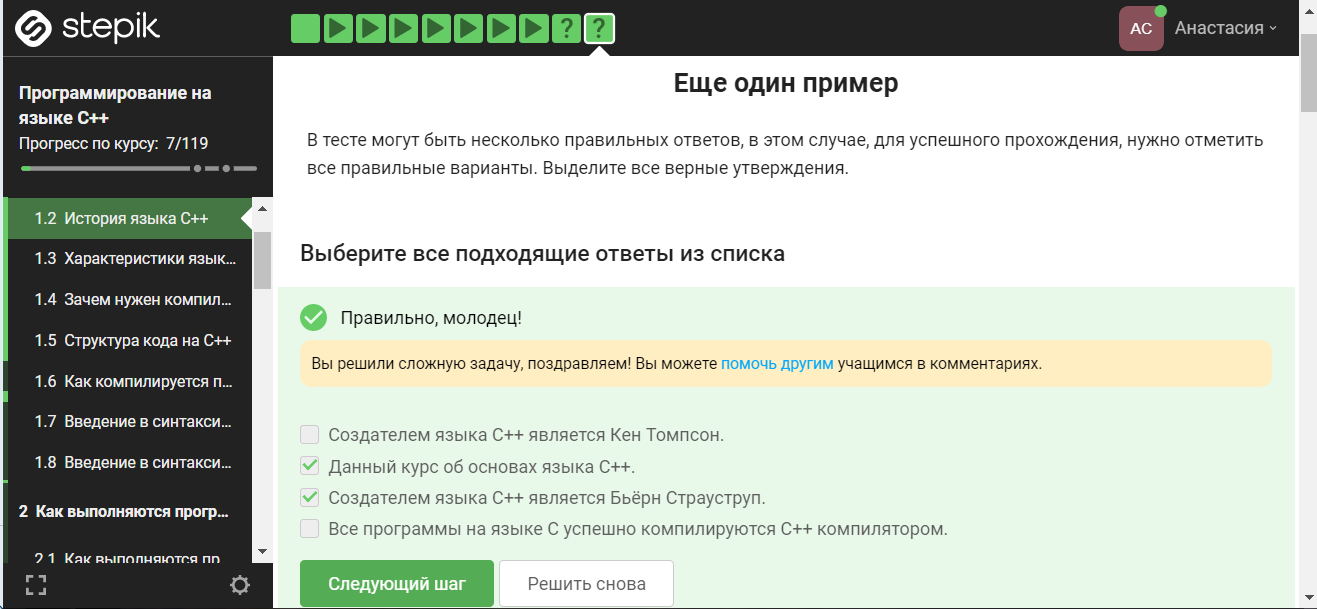 stepik
?
?
АС
Анастасия
Программирование на
языке C++
Прогресс по курсу: 7/119
1.2 История языка C++
1.3 Характеристики язык...
1.4 Зачем нужен компил...
1.5 Структура кода на C++
1.6 Как компилируется п...
1.7 Введение в синтакси...
1.8 Введение в синтакси...
2 Как выполняются прогр...
2.1 Как выполняются пр
Еще один пример
В тесте могут быть несколько правильных ответов, в этом случае, для успешного прохождения, нужно отметить
все правильные варианты. Выделите все верные утверждения.
Выберите все подходящие ответы из списка
Правильно, молодец!
Вы решили сложную задачу, поздравляем! Вы можете помочь другим учащимся в комментариях.
Создателем языка C++ является Кен Томпсон.
Данный курс об основах языка C++.
Создателем языка C++ является Бьёрн Страуструп.
Все программы на языке C успешно компилируются C++ компилятором.
Следующий шаг
Решить снова